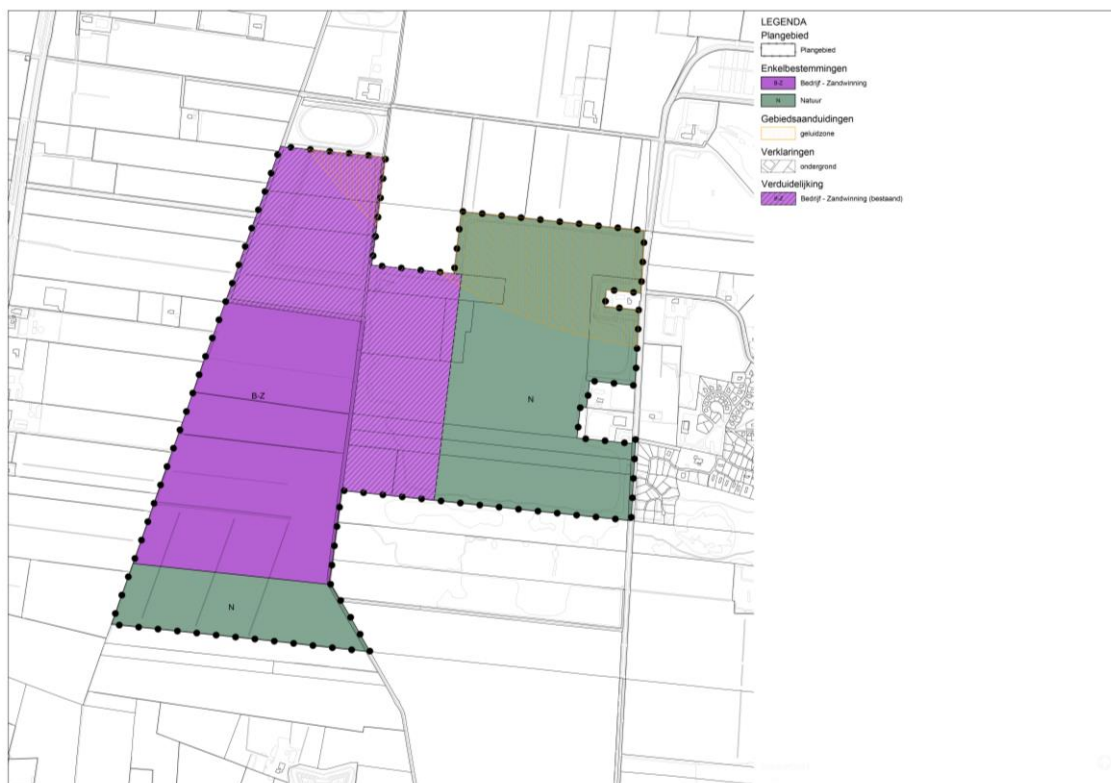 LEGENDA
Plangebied
Plangebied
Enkelbestemmingen
B-Z Bedrijf - Zandwinning
N Natuur
Gebiedsaanduidingen
geluidzone
Verklaringen
ondergrond
Verduidelijking
B-Z Bedrijf - Zandwinning (bestaand)
B-Z
N
N